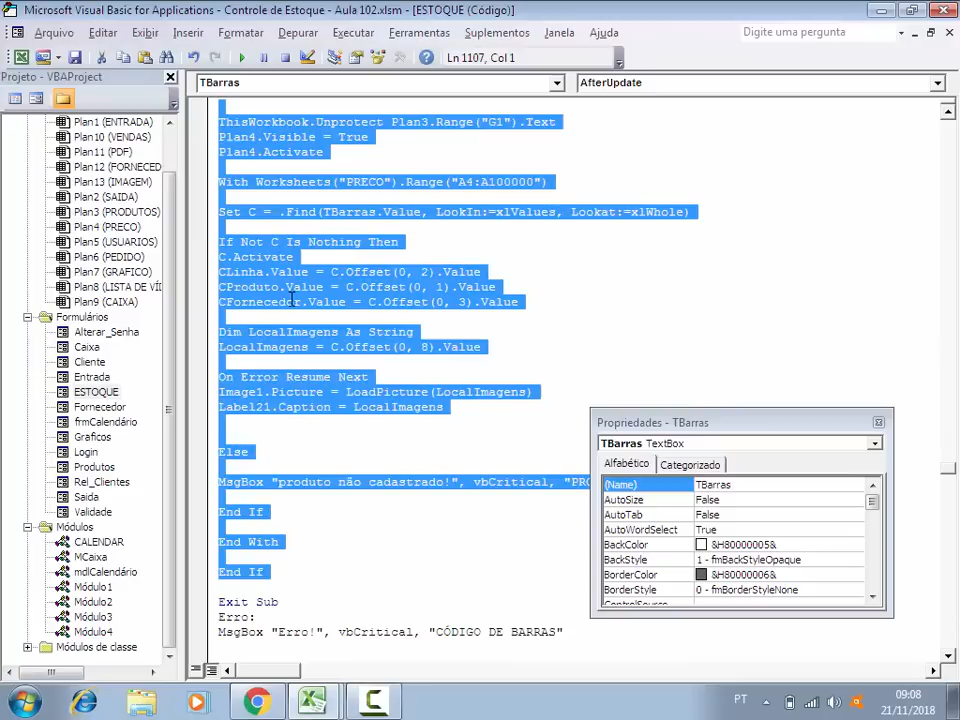 Microsoft Visual Basic for Applications - Controle de Estoque - Aula 102.xlsm - [ESTOQUE (Código)]
Arquivo Editar Exibir Inserir Formatar Depurar Executar Ferramentas Suplementos Janela Ajuda Digite uma pergunta
Ln 1107, Col 1
Projeto - VBAProject
TBarras AfterUpdate
Plan1 (ENTRADA)
Plan10 (VENDAS)
Plan11 (PDF)
Plan12 (FORNECED
Plan13 (IMAGEM)
Plan2 (SAIDA)
Plan3 (PRODUTOS)
Plan4 (PRECO)
Plan5 (USUARIOS)
Plan6 (PEDIDO)
Plan7 (GRAFICO)
Plan8 (LISTA DE VÍ
Plan9 (CAIXA)
Formulários
Alterar_Senha
Caixa
Cliente
Entrada
ESTOQUE
Fornecedor
frmCalendário
Graficos
Login
Produtos
Rel_Clientes
Saida
Validade
Módulos
CALENDAR
MCaixa
mdlCalendário
Módulo1
Módulo2
Módulo3
Módulo4
Módulos de classe
ThisWorkbook.Unprotect Plan3.Range("G1").Text
Plan4.Visible = True
Plan4.Activate
With Worksheets("PRECO").Range("A4:A100000")
Set C = .Find(TBarras.Value, LookIn:=xlValues, Lookat:=xlWhole)
If Not C Is Nothing Then
C.Activate
CLinha.Value = C.Offset(0, 2).Value
CProduto.Value = C.Offset(0, 1).Value
CFornecedor.Value = C.Offset(0, 3).Value
Dim LocalImagens As String
LocalImagens = C.Offset(0, 8).Value
On Error Resume Next
Image1.Picture = LoadPicture(LocalImagens)
Label21.Caption = LocalImagens
Else
MsgBox "produto não cadastrado!", vbCritical, "PRO
End If
End With
End If
Exit Sub
Erro:
MsgBox "Erro!", vbCritical, "CÓDIGO DE BARRAS"
Propriedades - TBarras
TBarras TextBox
Alfabético Categorizado
(Name) TBarras
AutoSize False
AutoTab False
AutoWordSelect True
BackColor &H80000005&
BackStyle 1 - fmBackStyleOpaque
BorderColor &H80000006&
BorderStyle 0 - fmBorderStyleNone
PT
09:08
21/11/2018